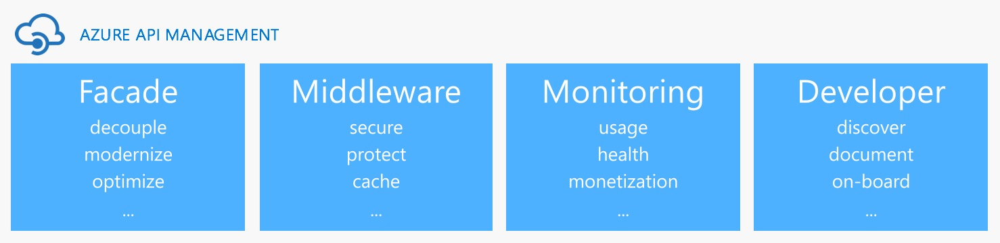 AZURE API MANAGEMENT
Facade
decouple
modernize
optimize
...
Middleware
secure
protect
cache
...
Monitoring
usage
health
monetization
...
Developer
discover
document
on-board
...